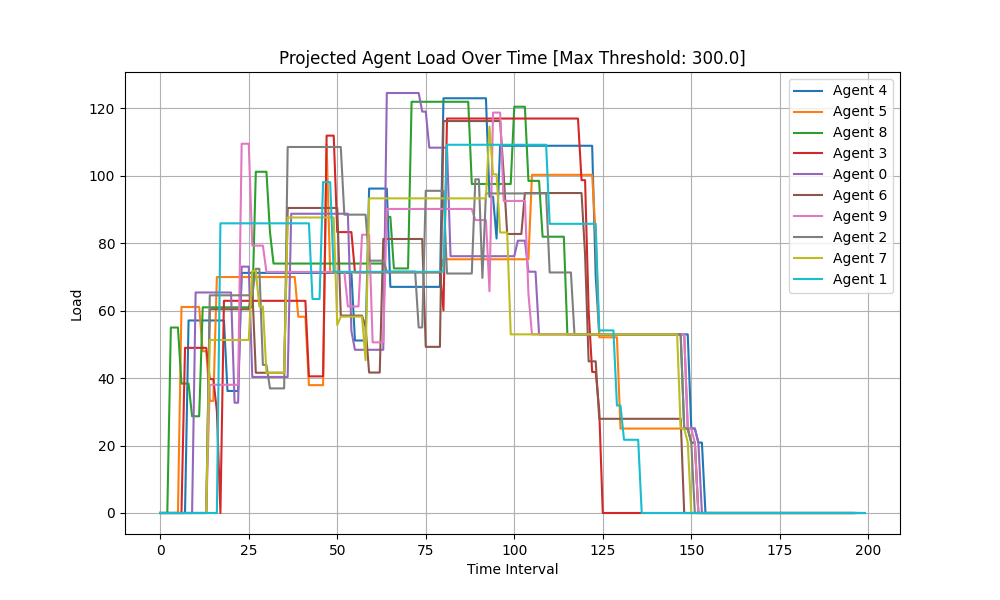 Projected Agent Load Over Time [Max Threshold: 300.0]
Load
120
100
80
60
40
20
0
0 25 50 75 100 125 150 175 200
Time Interval
Agent 4
Agent 5
Agent 8
Agent 3
Agent 0
Agent 6
Agent 9
Agent 2
Agent 7
Agent 1